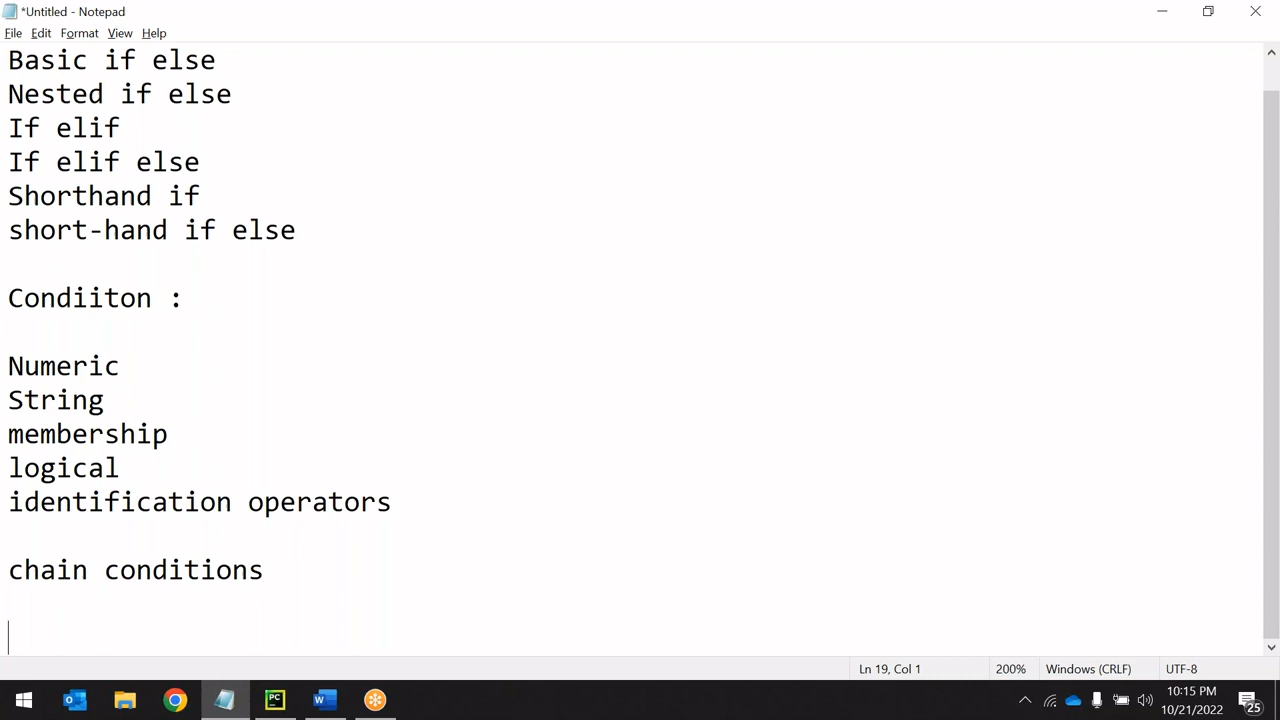 *Untitled - Notepad
File Edit Format View Help
Basic if else
Nested if else
If elif
If elif else
Shorthand if
short-hand if else
Condiiton :
Numeric
String
membership
logical
identification operators
chain conditions
Ln 19, Col 1 200% Windows (CRLF) UTF-8
PC W 10:15 PM
10/21/2022 25